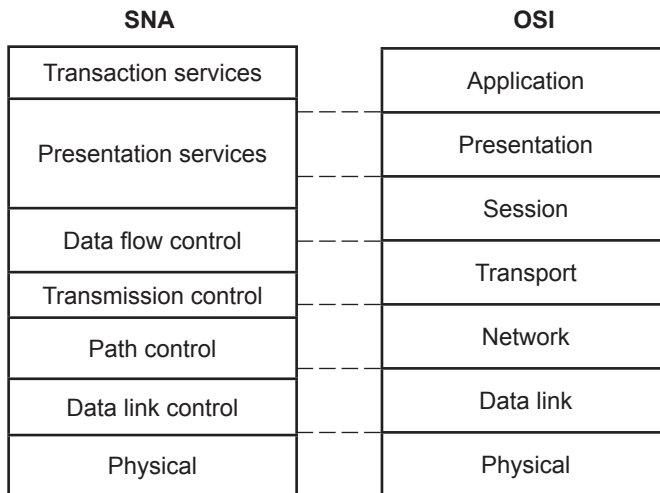 SNA
Transaction services
Presentation services
Data flow control
Transmission control
Path control
Data link control
Physical
OSI
Application
Presentation
Session
Transport
Network
Data link
Physical